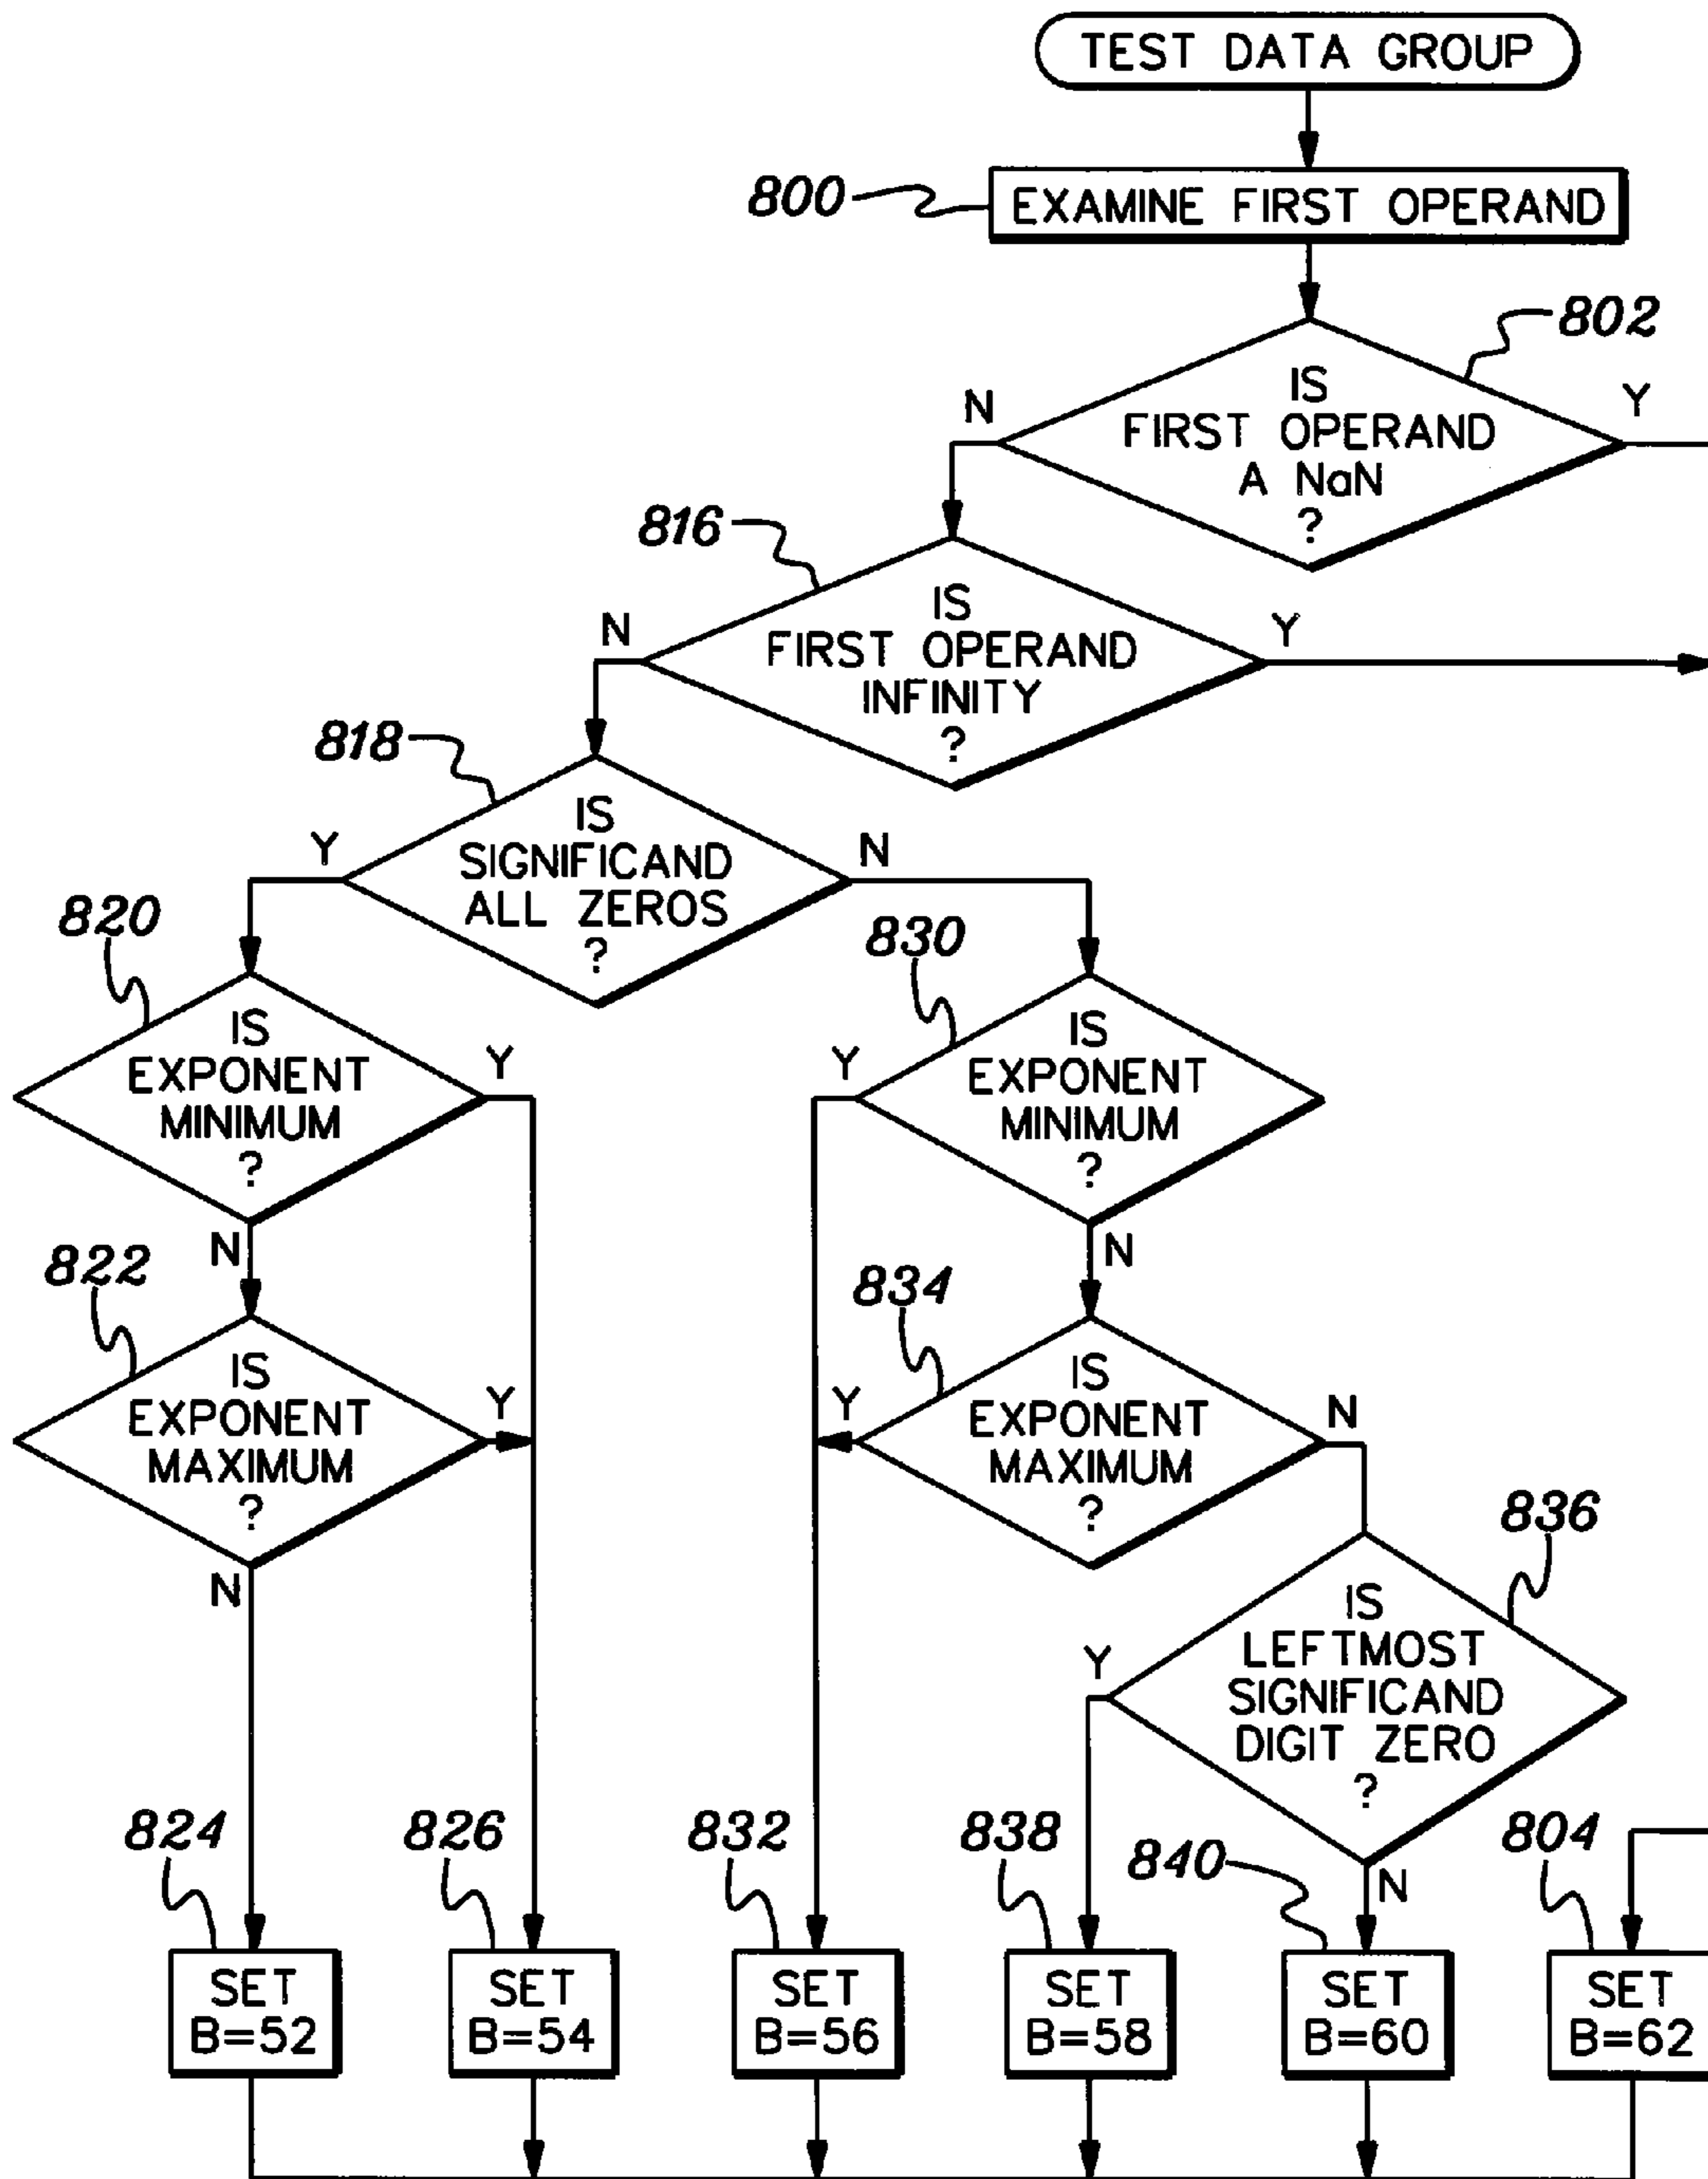 TEST DATA GROUP
800
EXAMINE FIRST OPERAND
802
IS
FIRST OPERAND
A NaN
?
N
Y
816
IS
FIRST OPERAND
INFINITY
?
N
Y
818
IS
SIGNIFICAND
ALL ZEROS
?
Y
N
820
IS
EXPONENT
MINIMUM
?
Y
N
830
IS
EXPONENT
MINIMUM
?
Y
N
822
IS
EXPONENT
MAXIMUM
?
Y
N
834
IS
EXPONENT
MAXIMUM
?
Y
N
836
IS
LEFTMOST
SIGNIFICAND
DIGIT ZERO
?
Y
N
824
SET
B=52
826
SET
B=54
832
SET
B=56
838
SET
B=58
840
SET
B=60
804
SET
B=62